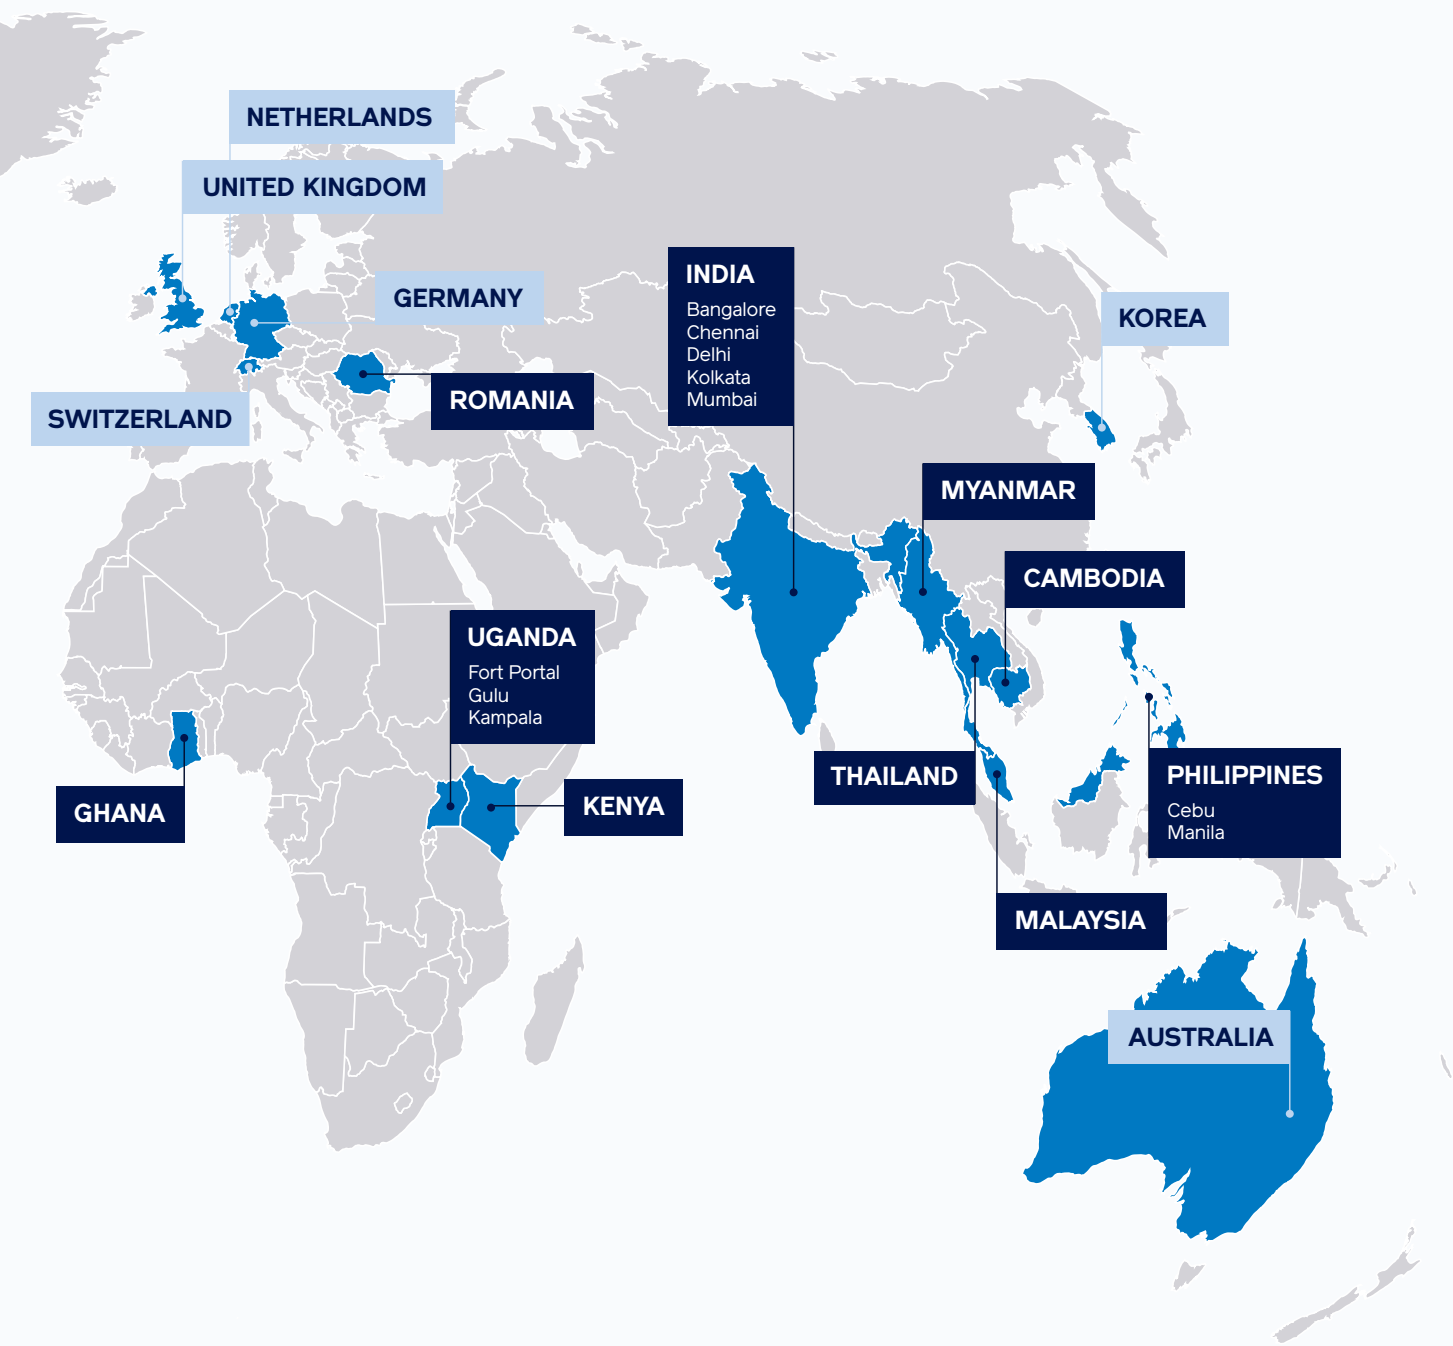 NETHERLANDS
UNITED KINGDOM
GERMANY
INDIA
Bangalore
Chennai
Delhi
Kolkata
Mumbai
KOREA
ROMANIA
SWITZERLAND
MYANMAR
CAMBODIA
UGANDA
Fort Portal
Gulu
Kampala
THAILAND
PHILIPPINES
Cebu
Manila
GHANA
KENYA
MALAYSIA
AUSTRALIA